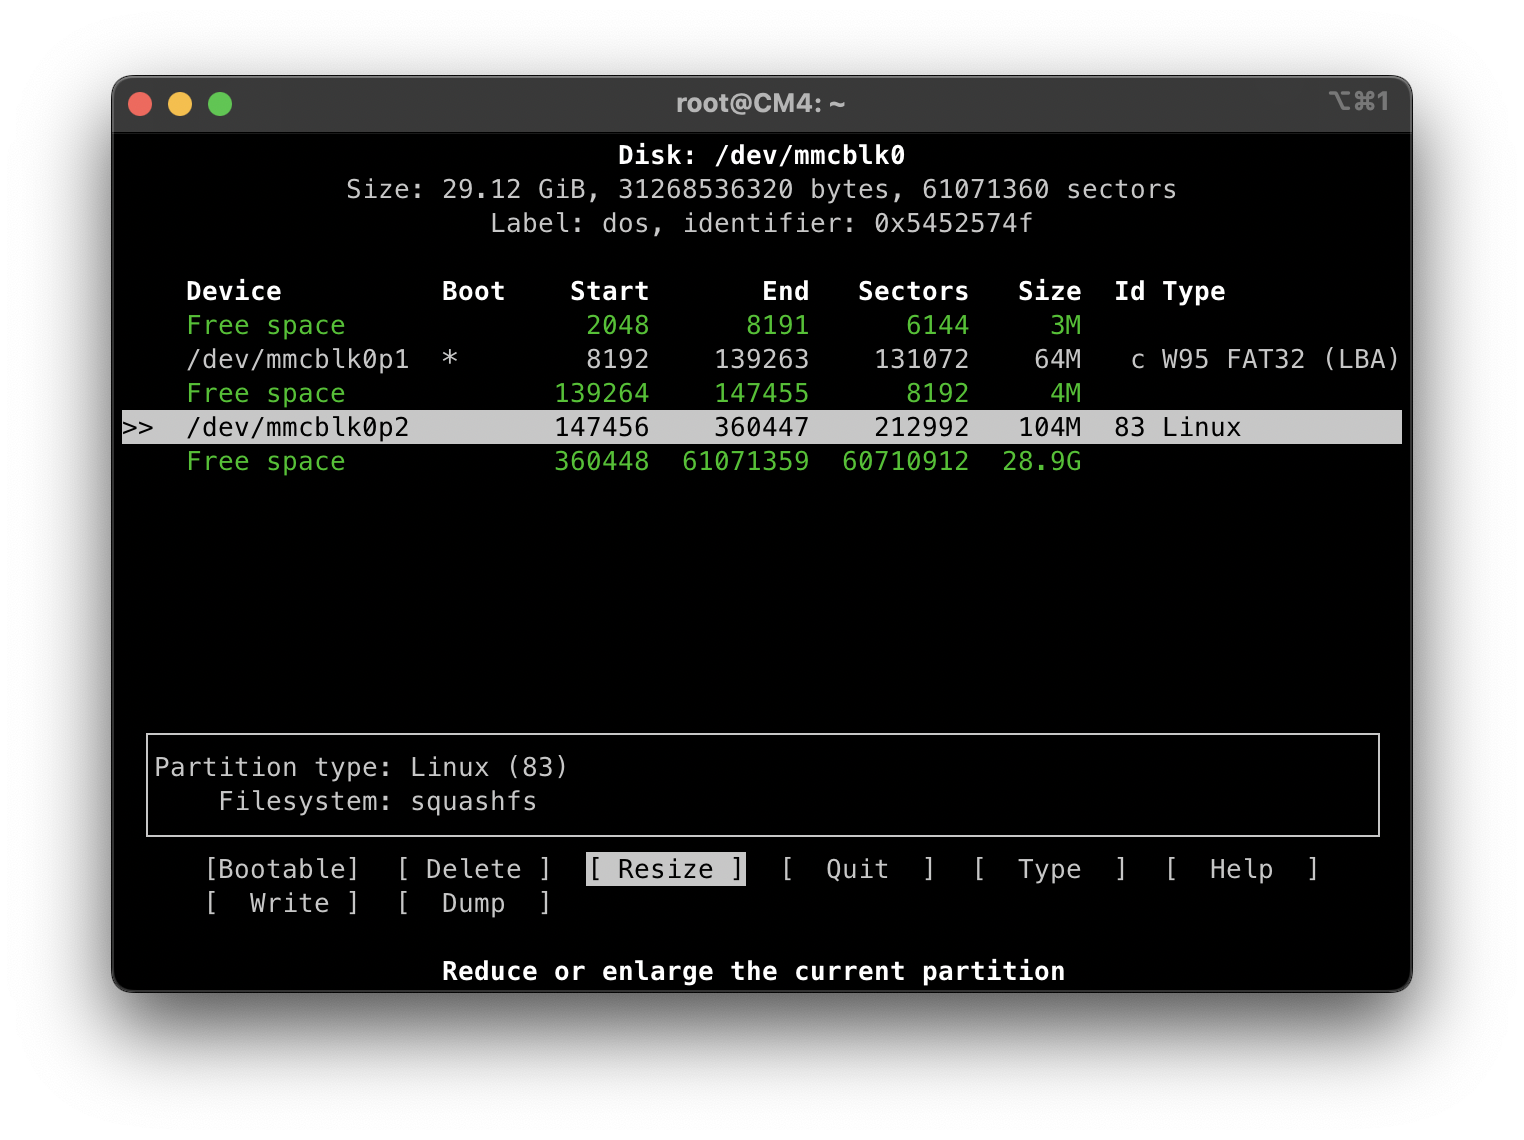 root@CM4: ~ ⌥⌘1
Disk: /dev/mmcblk0
Size: 29.12 GiB, 31268536320 bytes, 61071360 sectors
Label: dos, identifier: 0x5452574f
Device Boot Start End Sectors Size Id Type
Free space 2048 8191 6144 3M
/dev/mmcblk0p1 * 8192 139263 131072 64M c W95 FAT32 (LBA)
Free space 139264 147455 8192 4M
>> /dev/mmcblk0p2 147456 360447 212992 104M 83 Linux
Free space 360448 61071359 60710912 28.9G
Partition type: Linux (83)
Filesystem: squashfs
[Bootable] [ Delete ] [ Resize ] [ Quit ] [ Type ] [ Help ]
[ Write ] [ Dump ]
Reduce or enlarge the current partition